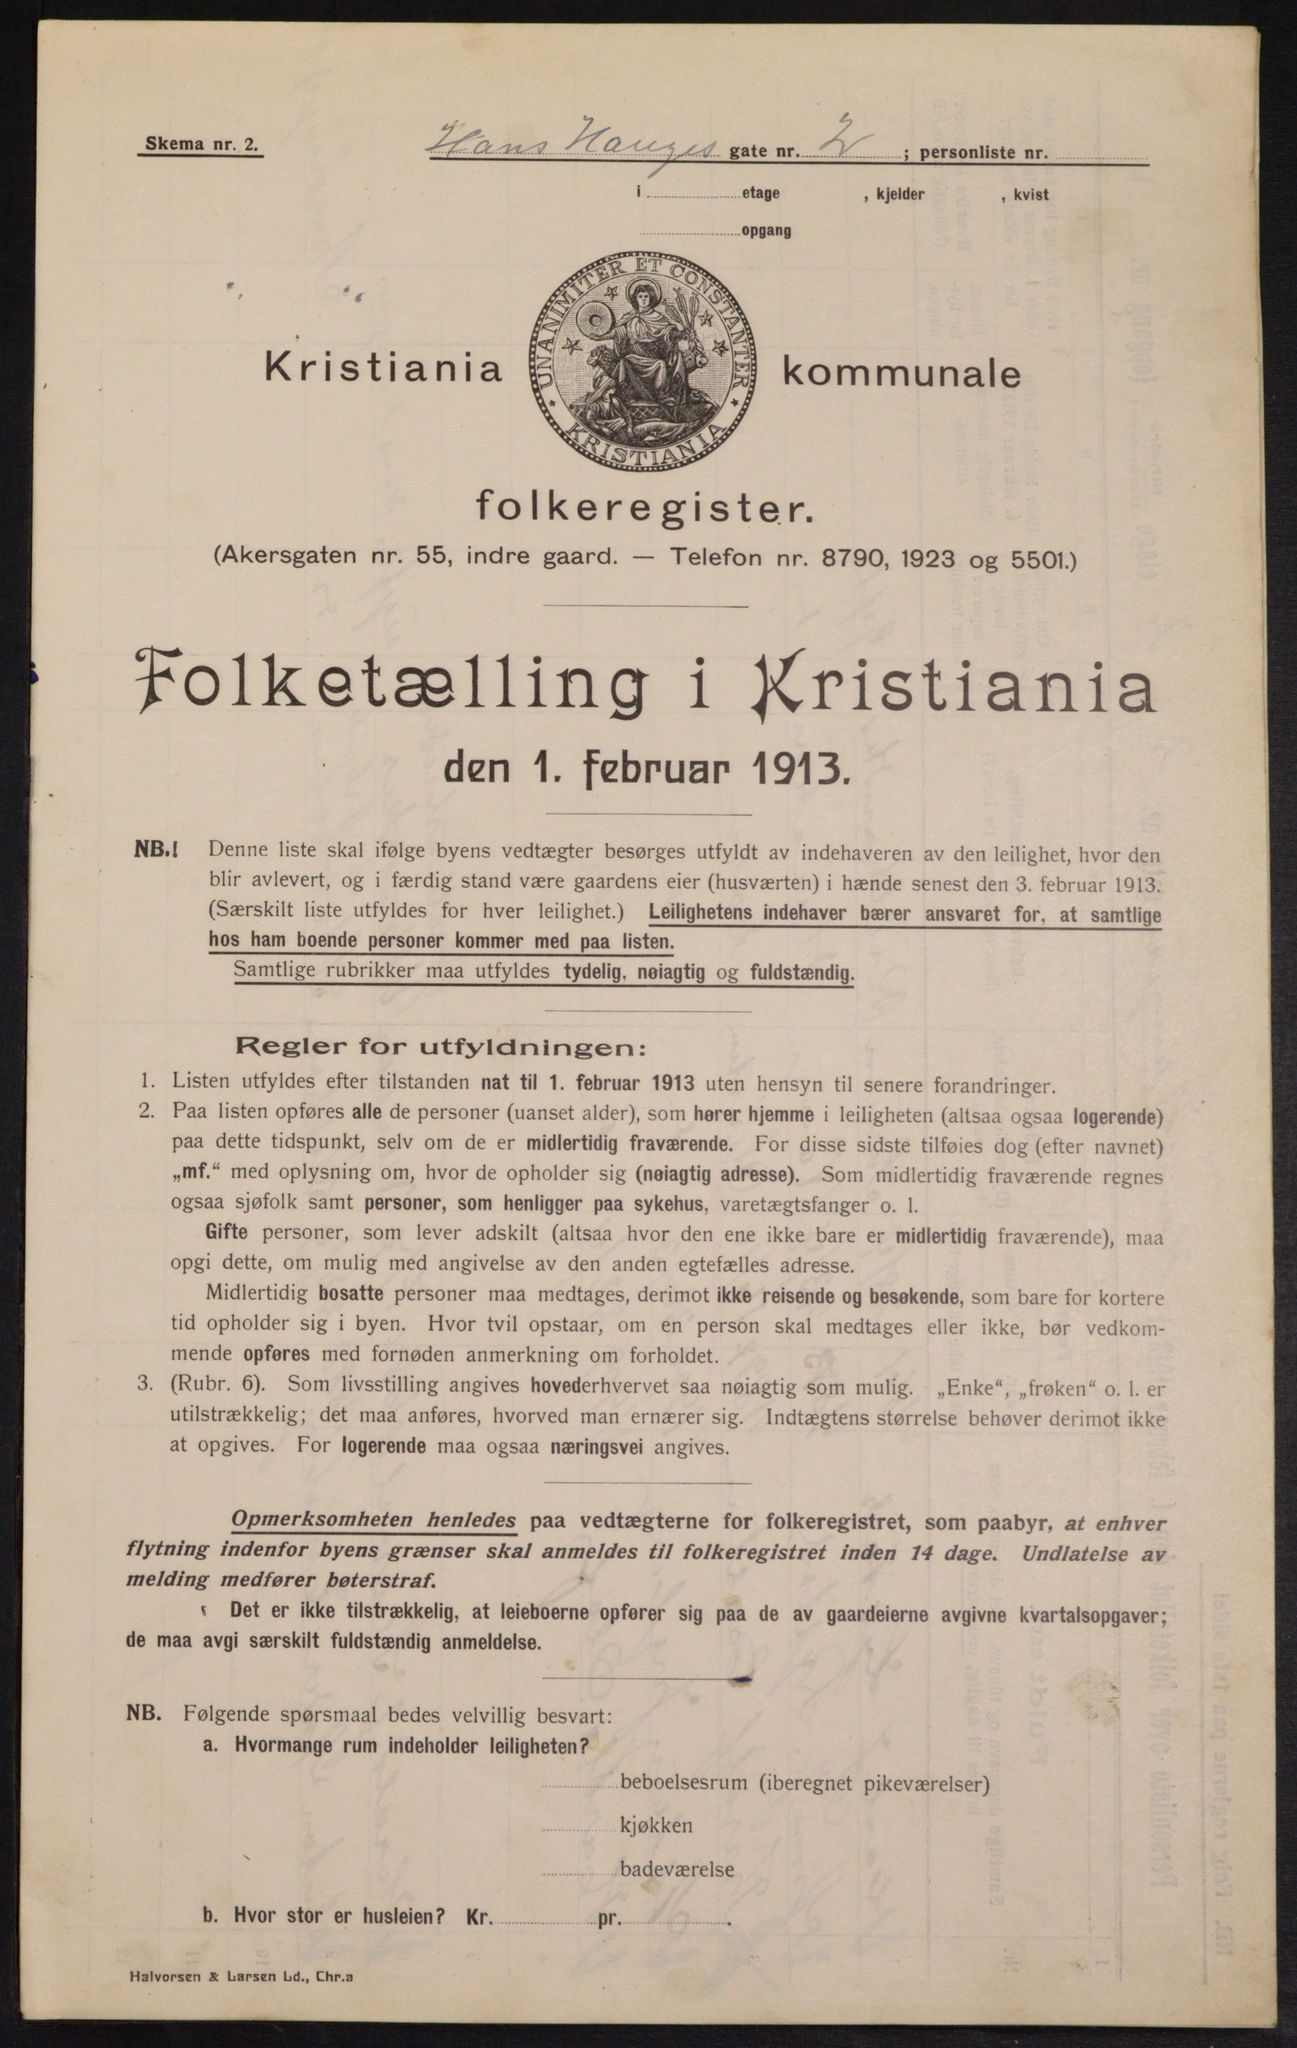 Skema nr. 2.
Hans Hauges gate nr. 2 ; personliste nr.
i etage , kjelder , kvist
opgang
UNANIMITER ET CONSTANTER
KRISTIANIA
Kristiania kommunale
folkeregister.
(Akersgaten nr. 55, indre gaard. — Telefon nr. 8790, 1923 og 5501.)
Folketælling i Kristiania
den 1. februar 1913.
NB.! Denne liste skal ifølge byens vedtægter besørges utfyldt av indehaveren av den leilighet, hvor den
blir avlevert, og i færdig stand være gaardens eier (husværten) i hænde senest den 3. februar 1913.
(Særskilt liste utfyldes for hver leilighet.) Leilighetens indehaver bærer ansvaret for, at samtlige
hos ham boende personer kommer med paa listen.
Samtlige rubrikker maa utfyldes tydelig, nøiagtig og fuldstændig.
Regler for utfyldningen:
1. Listen utfyldes efter tilstanden nat til 1. februar 1913 uten hensyn til senere forandringer.
2. Paa listen opføres alle de personer (uanset alder), som hører hjemme i leiligheten (altsaa ogsaa logerende)
paa dette tidspunkt, selv om de er midlertidig fraværende. For disse sidste tilføies dog (efter navnet)
„mf.“ med oplysning om, hvor de opholder sig (nøiagtig adresse). Som midlertidig fraværende regnes
ogsaa sjøfolk samt personer, som henligger paa sykehus, varetægtsfanger o. l.
Gifte personer, som lever adskilt (altsaa hvor den ene ikke bare er midlertidig fraværende), maa
opgi dette, om mulig med angivelse av den anden egtefælles adresse.
Midlertidig bosatte personer maa medtages, derimot ikke reisende og besøkende, som bare for kortere
tid opholder sig i byen. Hvor tvil opstaar, om en person skal medtages eller ikke, bør vedkom-
mende opføres med fornøden anmerkning om forholdet.
3. (Rubr. 6). Som livsstilling angives hovederhvervet saa nøiagtig som mulig. „Enke“, „frøken“ o. l. er
utilstrækkelig; det maa anføres, hvorved man ernærer sig. Indtægtens størrelse behøver derimot ikke
at opgives. For logerende maa ogsaa næringsvei angives.
Opmerksomheten henledes paa vedtægterne for folkeregistret, som paabyr, at enhver
flytning indenfor byens grænser skal anmeldes til folkeregistret inden 14 dage. Undlatelse av
melding medfører bøterstraf.
Det er ikke tilstrækkelig, at leieboerne opfører sig paa de av gaardeierne avgivne kvartalsopgaver;
de maa avgi særskilt fuldstændig anmeldelse.
NB. Følgende spørsmaal bedes velvillig besvart:
a. Hvormange rum indeholder leiligheten?
beboelsesrum (iberegnet pikeværelser)
kjøkken
badeværelse
b. Hvor stor er husleien? Kr. pr. .
Halvorsen & Larsen Ld., Chr.a